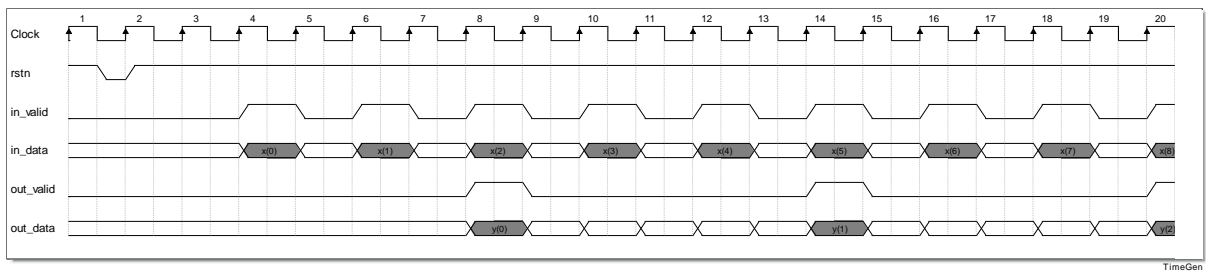 1 2 3 4 5 6 7 8 9 10 11 12 13 14 15 16 17 18 19 20
Clock
rstn
in_valid
in_data x(0) x(1) x(2) x(3) x(4) x(5) x(6) x(7) x(8)
out_valid
out_data y(0) y(1) y(2)
TimeGen